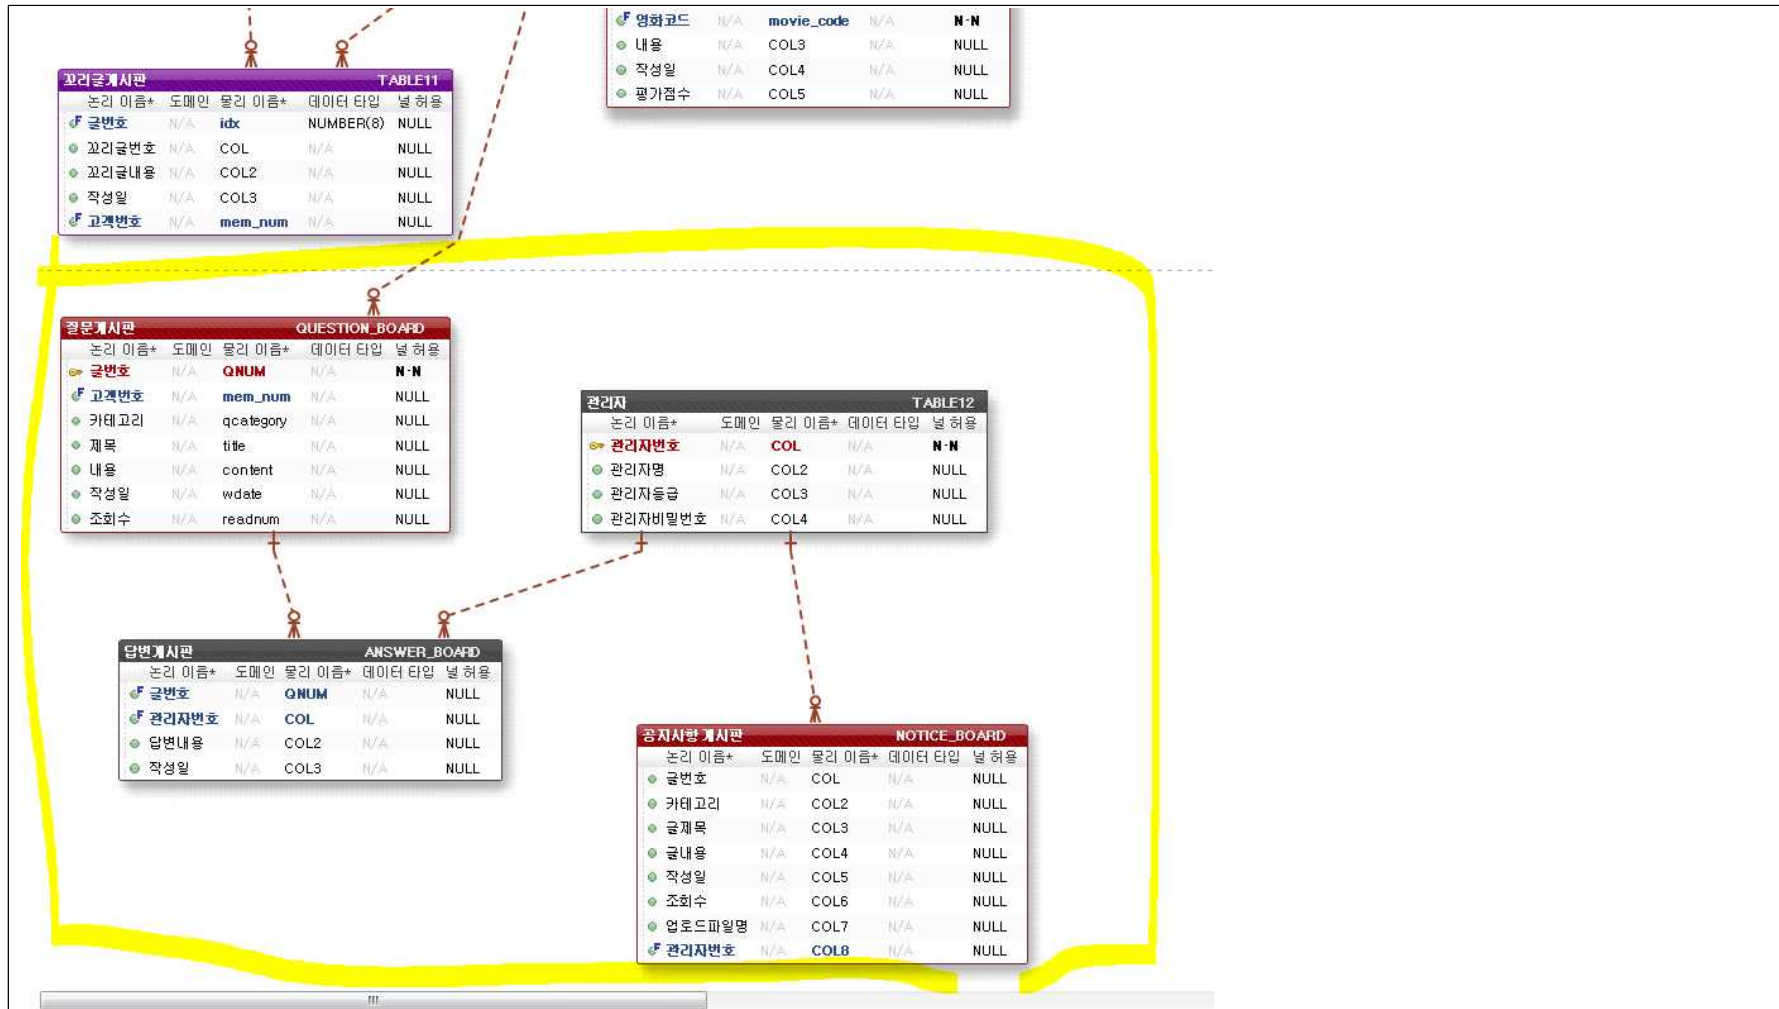 영화코드 N/A movie_code N/A N-N
내용 N/A COL3 N/A NULL
작성일 N/A COL4 N/A NULL
평가점수 N/A COL5 N/A NULL
꼬리글게시판 TABLE11
논리 이름* 도메인 물리 이름* 데이터 타입 널 허용
글번호 N/A idx NUMBER(8) NULL
꼬리글번호 N/A COL N/A NULL
꼬리글내용 N/A COL2 N/A NULL
작성일 N/A COL3 N/A NULL
고객번호 N/A mem_num N/A NULL
질문게시판 QUESTION_BOARD
논리 이름* 도메인 물리 이름* 데이터 타입 널 허용
글번호 N/A QNUM N/A N-N
고객번호 N/A mem_num N/A NULL
카테고리 N/A qcategory N/A NULL
제목 N/A title N/A NULL
내용 N/A content N/A NULL
작성일 N/A wdate N/A NULL
조회수 N/A readnum N/A NULL
관리자 TABLE12
논리 이름* 도메인 물리 이름* 데이터 타입 널 허용
관리자번호 N/A COL N/A N-N
관리자명 N/A COL2 N/A NULL
관리자등급 N/A COL3 N/A NULL
관리자비밀번호 N/A COL4 N/A NULL
답변게시판 ANSWER_BOARD
논리 이름* 도메인 물리 이름* 데이터 타입 널 허용
글번호 N/A QNUM N/A NULL
관리자번호 N/A COL N/A NULL
답변내용 N/A COL2 N/A NULL
작성일 N/A COL3 N/A NULL
공지사항 게시판 NOTICE_BOARD
논리 이름* 도메인 물리 이름* 데이터 타입 널 허용
글번호 N/A COL N/A NULL
카테고리 N/A COL2 N/A NULL
글제목 N/A COL3 N/A NULL
글내용 N/A COL4 N/A NULL
작성일 N/A COL5 N/A NULL
조회수 N/A COL6 N/A NULL
업로드파일명 N/A COL7 N/A NULL
관리자번호 N/A COL8 N/A NULL